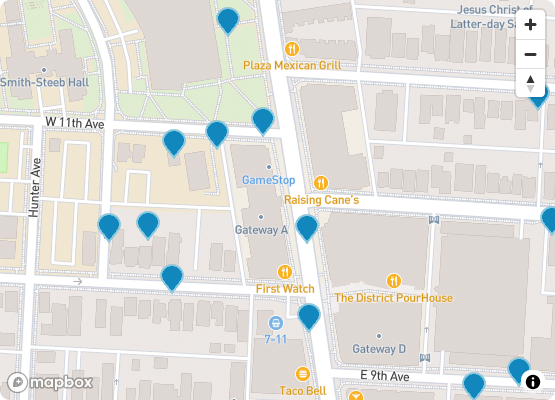 Jesus Christ of
Latter-day Sa
Plaza Mexican Grill
Smith-Steeb Hall
W 11th Ave
Hunter Ave
GameStop
Raising Cane's
Gateway A
First Watch
The District PourHouse
7-11
Gateway D
Taco Bell
E 9th Ave
mapbox